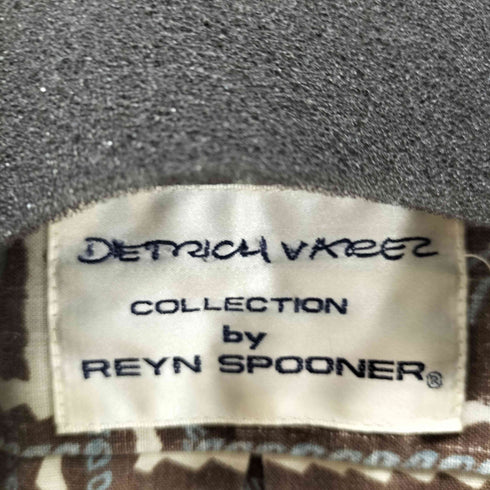 DIETRICH VAREZ
COLLECTION
by
REYN SPOONER®